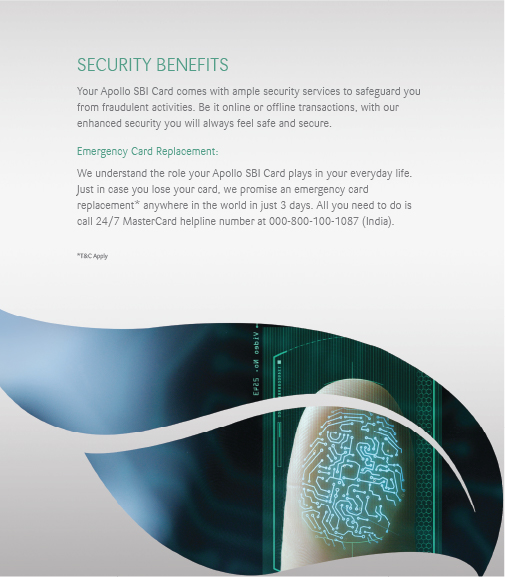 SECURITY BENEFITS
Your Apollo SBI Card comes with ample security services to safeguard you
from fraudulent activities. Be it online or offline transactions, with our
enhanced security you will always feel safe and secure.
Emergency Card Replacement:
We understand the role your Apollo SBI Card plays in your everyday life.
Just in case you lose your card, we promise an emergency card
replacement* anywhere in the world in just 3 days. All you need to do is
call 24/7 MasterCard helpline number at 000-800-100-1087 (India).
*T&C Apply